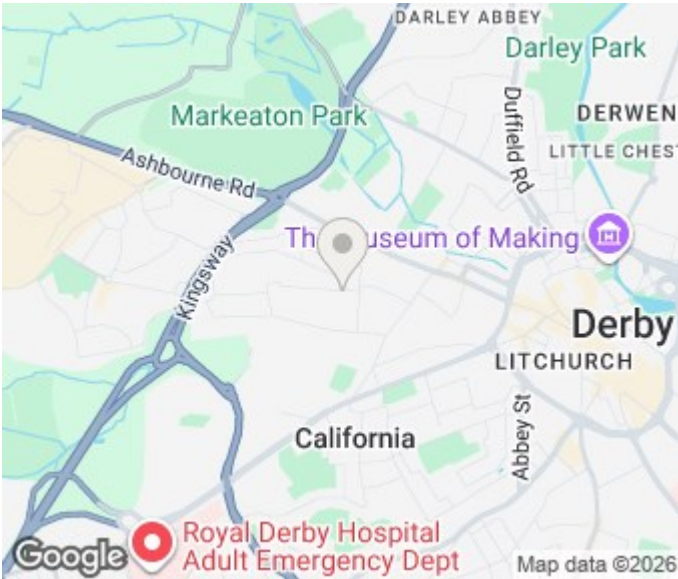 DARLEY ABBEY
Darley Park
Markeaton Park
Duffield Rd
DERWEN
LITTLE CHEST
Ashbourne Rd
Kingsway
The Museum of Making
Derby
LITCHURCH
Abbey St
California
Royal Derby Hospital
Adult Emergency Dept
Google
Map data ©2026